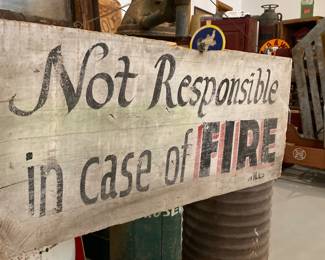 Not Responsible
in case of FIRE